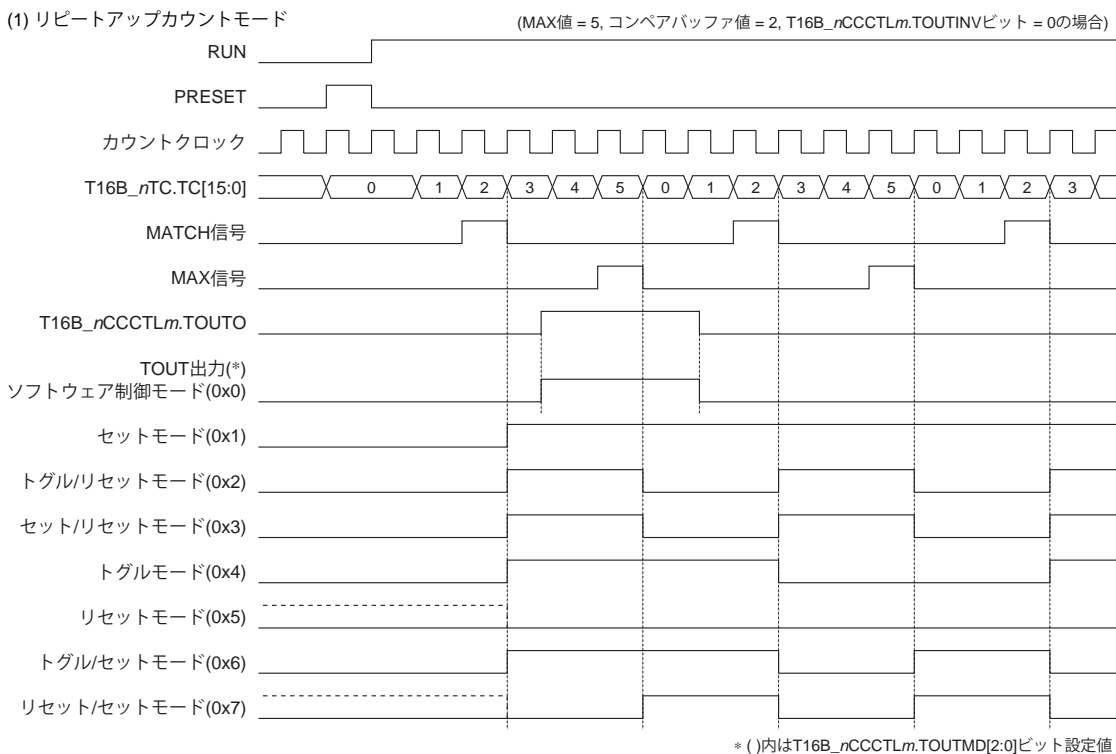 (1) リピートアップカウントモード
(MAX値 = 5, コンペアバッファ値 = 2, T16B_nCCCTLm.TOUTINVビット = 0の場合)
RUN
PRESET
カウントクロック
T16B_nTC.TC[15:0] 0 1 2 3 4 5 0 1 2 3 4 5 0 1 2 3
MATCH信号
MAX信号
T16B_nCCCTLm.TOUTO
TOUT出力(*)
ソフトウェア制御モード(0x0)
セットモード(0x1)
トグル/リセットモード(0x2)
セット/リセットモード(0x3)
トグルモード(0x4)
リセットモード(0x5)
トグル/セットモード(0x6)
リセット/セットモード(0x7)
* ( )内はT16B_nCCCTLm.TOUTMD[2:0]ビット設定値